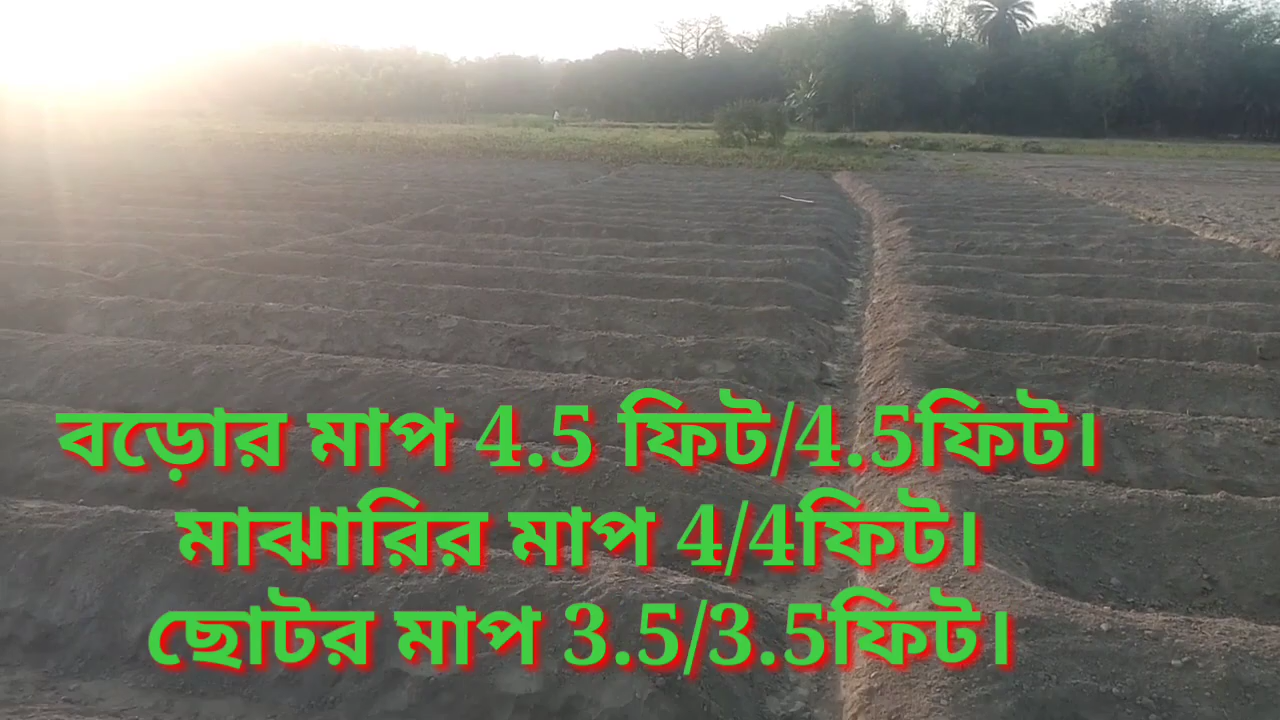 বড়োর মাপ 4.5 ফিট/4.5ফিট।
মাঝারির মাপ 4/4ফিট।
ছোটর মাপ 3.5/3.5ফিট।